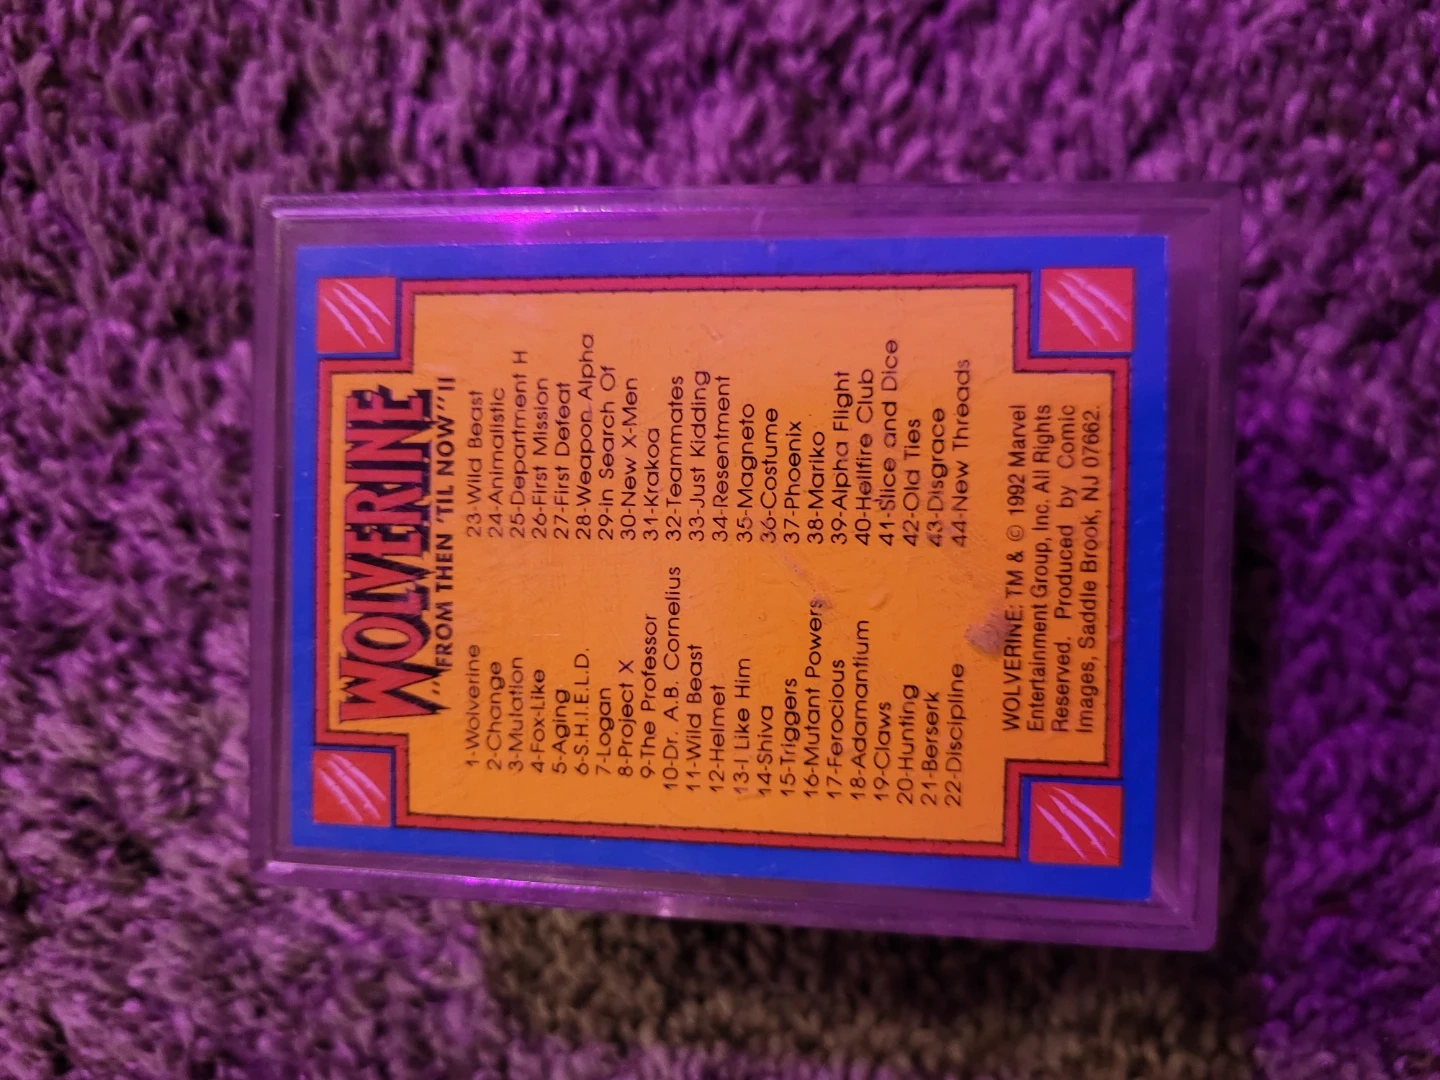 WOLVERINE
"FROM THEN 'TIL NOW" II
1-Wolverine
2-Change
3-Mutation
4-Fox-Like
5-Aging
6-S.H.I.E.L.D.
7-Logan
8-Project X
9-The Professor
10-Dr. A.B. Cornelius
11-Wild Beast
12-Helmet
13-I Like Him
14-Shiva
15-Triggers
16-Mutant Powers
17-Ferocious
18-Adamantium
19-Claws
20-Hunting
21-Berserk
22-Discipline
23-Wild Beast
24-Animalistic
25-Department H
26-First Mission
27-First Defeat
28-Weapon Alpha
29-In Search Of
30-New X-Men
31-Krakoa
32-Teammates
33-Just Kidding
34-Resentment
35-Magneto
36-Costume
37-Phoenix
38-Mariko
39-Alpha Flight
40-Hellfire Club
41-Slice and Dice
42-Old Ties
43-Disgrace
44-New Threads
WOLVERINE: TM & © 1992 Marvel
Entertainment Group, Inc. All Rights
Reserved. Produced by Comic
Images, Saddle Brook, NJ 07662.